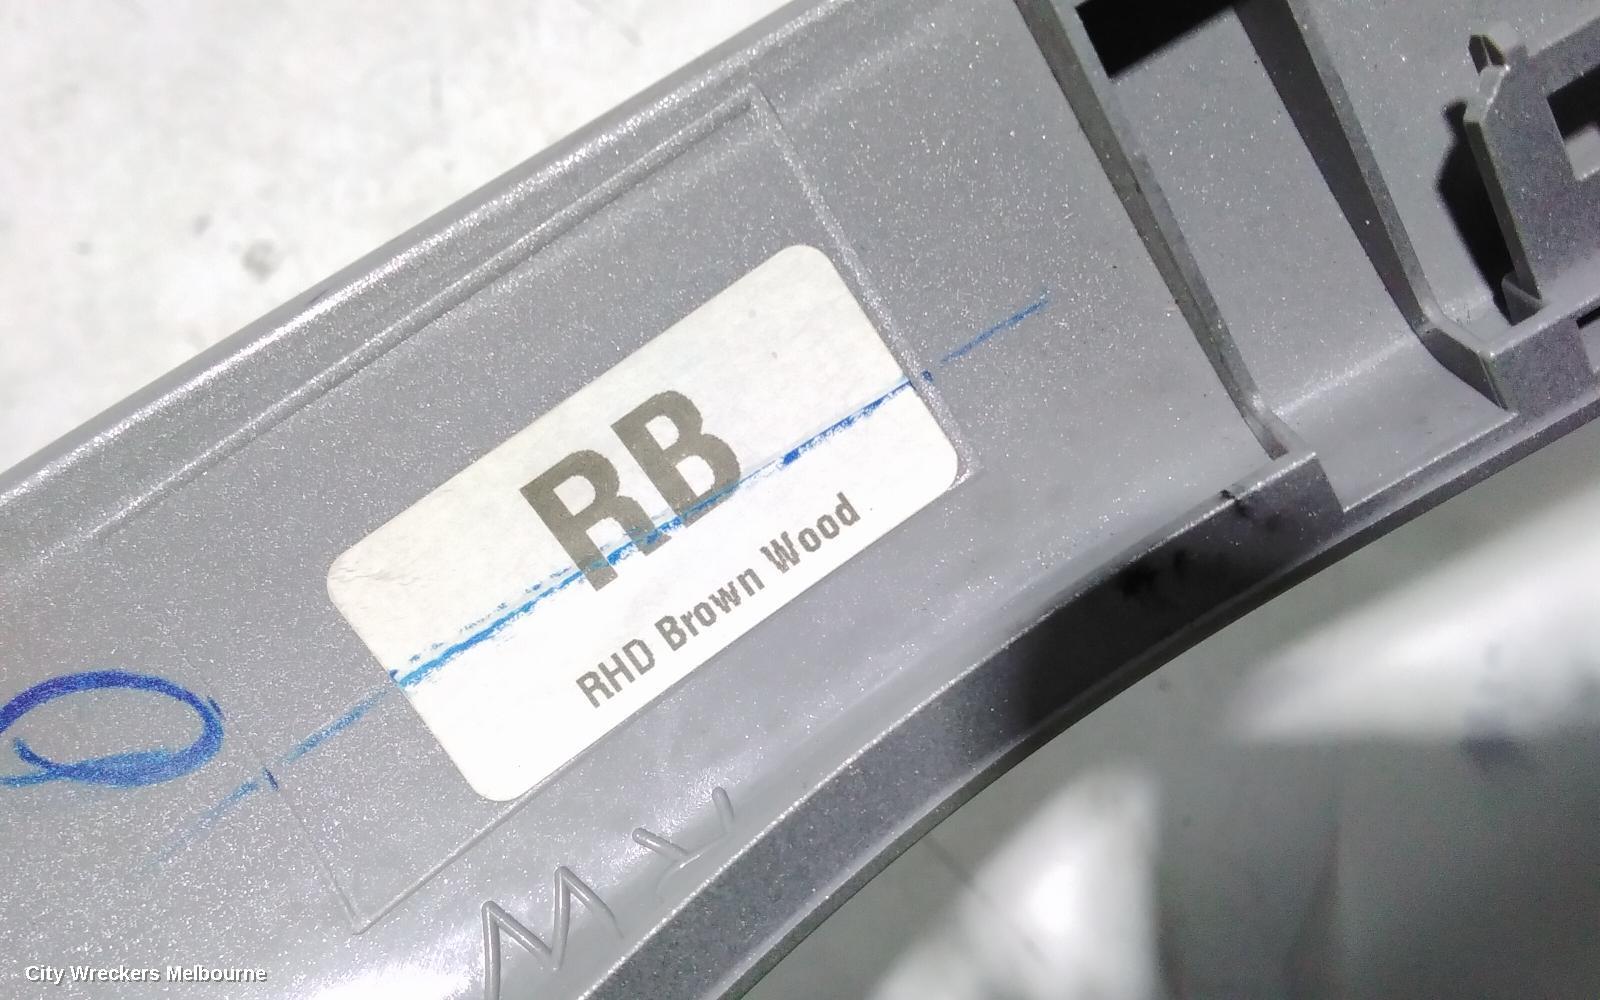 RB
RHD Brown Wood
City Wreckers Melbourne